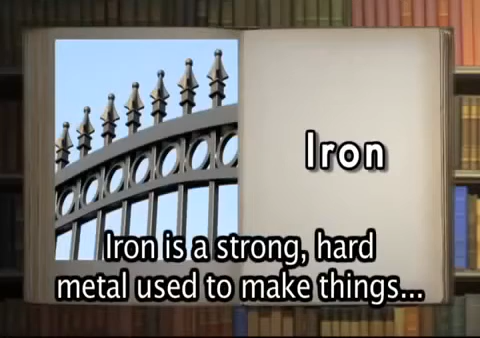 Iron
Iron is a strong, hard
metal used to make things...